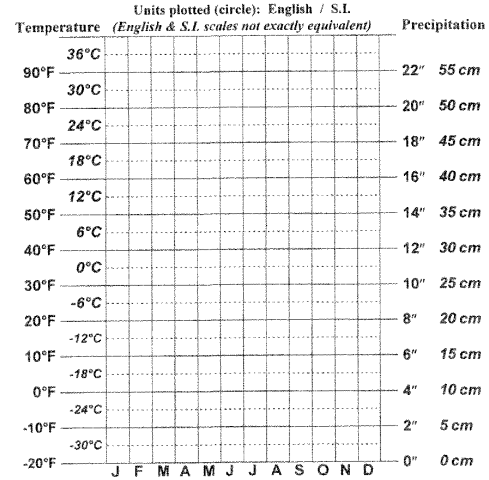 Units plotted (circle): English / S.I.
Temperature (English & S.I. scales not exactly equivalent) Precipitation
36°C
90°F 22" 55 cm
30°C
80°F 20" 50 cm
24°C
70°F 18" 45 cm
18°C
60°F 16" 40 cm
12°C
50°F 14" 35 cm
6°C
40°F 12" 30 cm
0°C
30°F 10" 25 cm
-6°C
20°F 8" 20 cm
-12°C
10°F 6" 15 cm
-18°C
0°F 4" 10 cm
-24°C
-10°F 2" 5 cm
-30°C
-20°F 0" 0 cm
J F M A M J J A S O N D